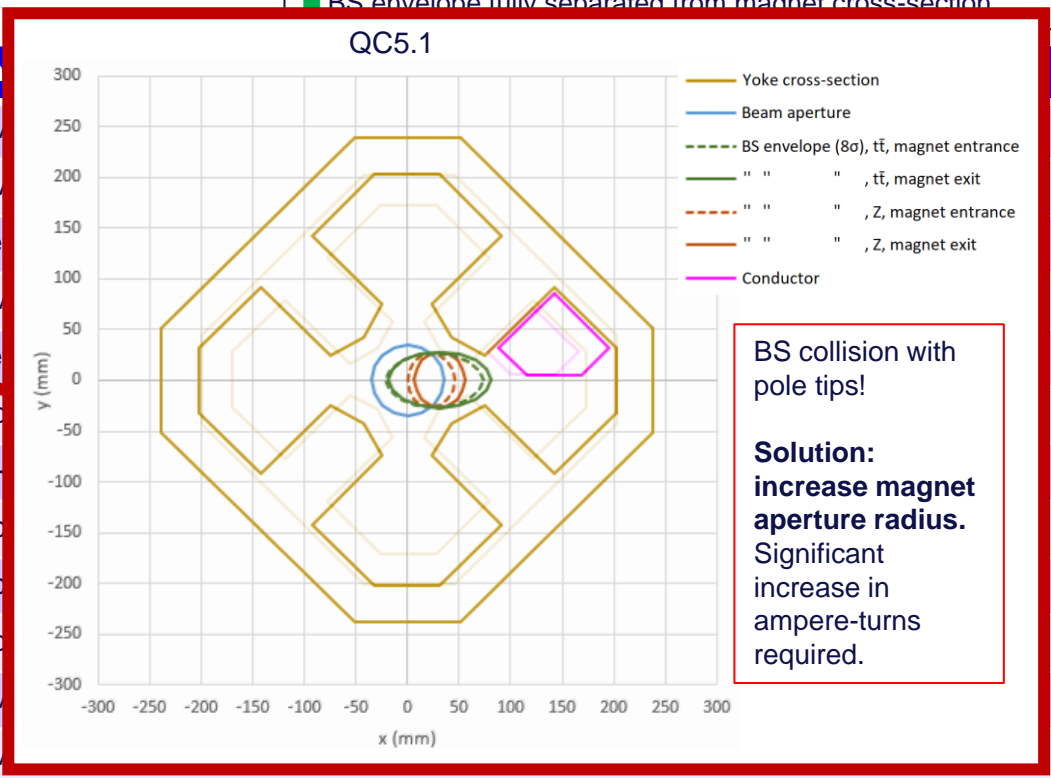 BS envelope fully separated from magnet cross-section
QC5.1
Yoke cross-section
Beam aperture
BS envelope (8σ), tt̄, magnet entrance
" " " , tt̄, magnet exit
" " " , Z, magnet entrance
" " " , Z, magnet exit
Conductor
300
250
200
150
100
50
0
-50
-100
-150
-200
-250
-300
y (mm)
-300 -250 -200 -150 -100 -50 0 50 100 150 200 250 300
x (mm)
BS collision with
pole tips!
Solution:
increase magnet
aperture radius.
Significant
increase in
ampere-turns
required.